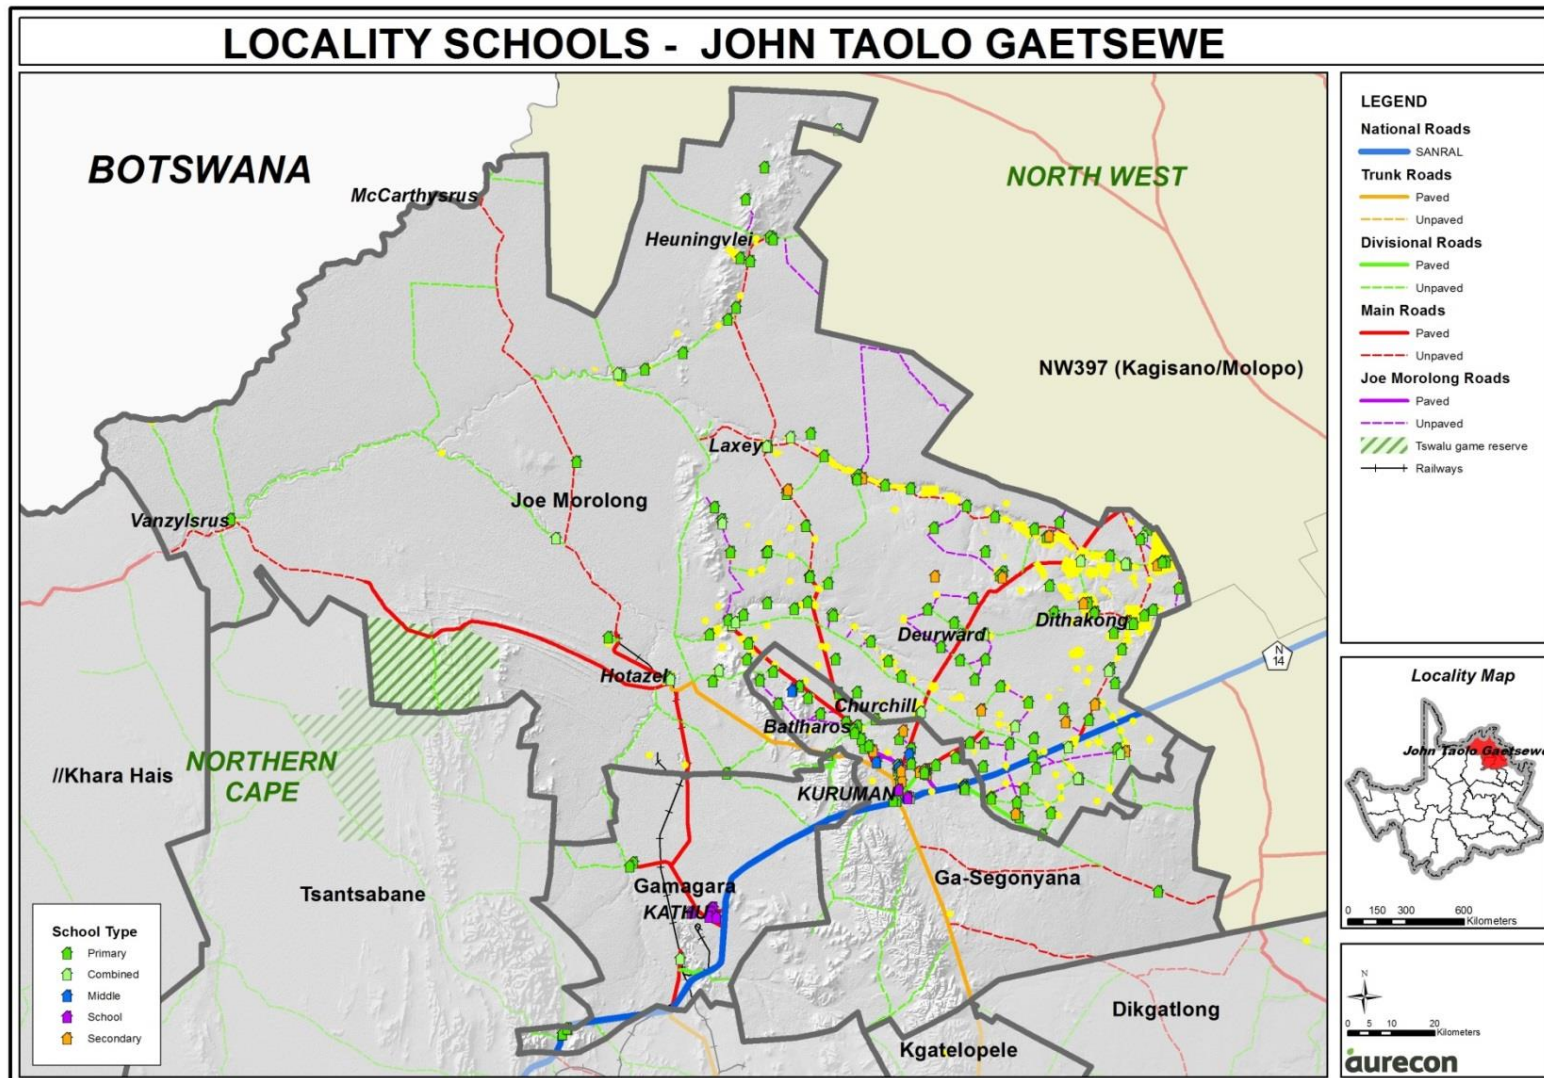 LOCALITY SCHOOLS - JOHN TAOLO GAETSEWE
BOTSWANA
McCarthysrus
NORTH WEST
Heuningvlei
NW397 (Kagisano/Molopo)
Laxey
Joe Morolong
Vanzylsrus
Deurward
Dithakong
N
14
Hotazel
Churchill
Batlharos
NORTHERN
CAPE
//Khara Hais
KURUMAN
Tsantsabane
Gamagara
KATHU
Ga-Segonyana
Dikgatlong
Kgatelopele
School Type
Primary
Combined
Middle
School
Secondary
LEGEND
National Roads
SANRAL
Trunk Roads
Paved
Unpaved
Divisional Roads
Paved
Unpaved
Main Roads
Paved
Unpaved
Joe Morolong Roads
Paved
Unpaved
Tswalu game reserve
Railways
Locality Map
John Taolo Gaetsewe
0 150 300 600
Kilometers
N
0 5 10 20
Kilometers
aurecon